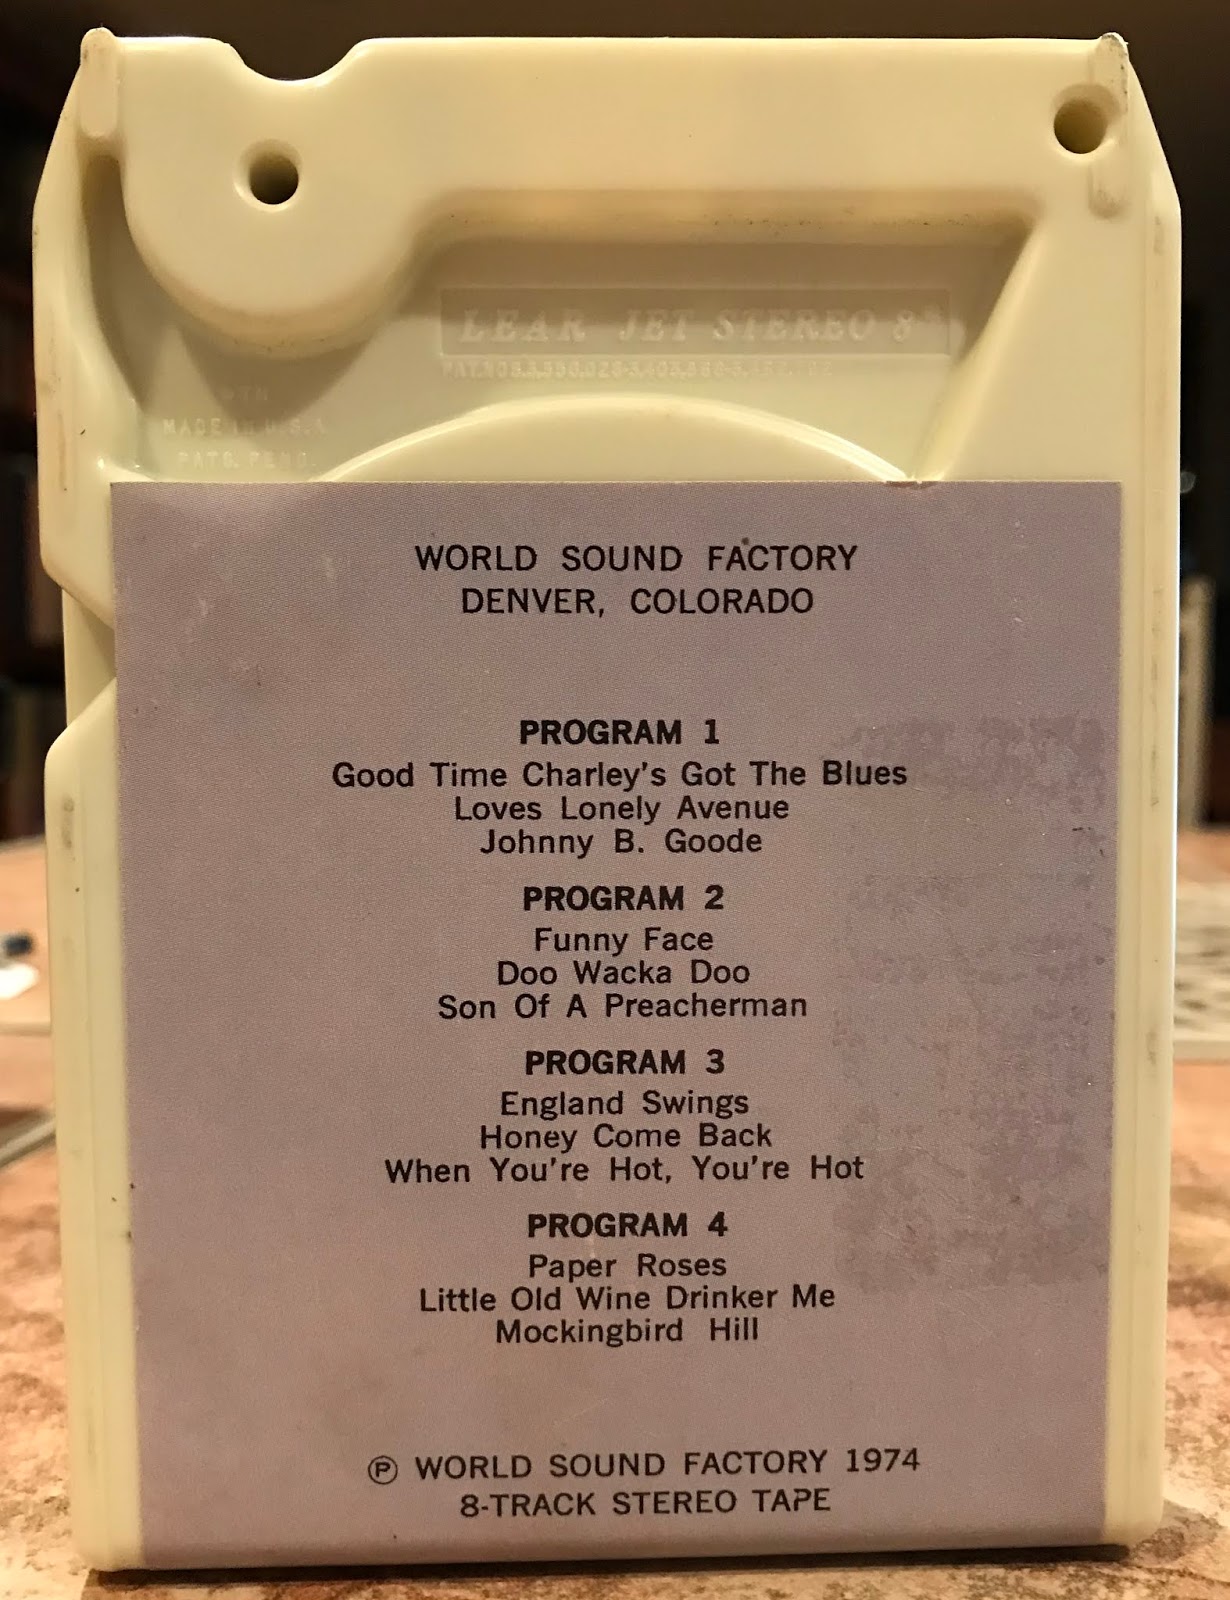 LEAR JET STEREO 8
MADE IN U.S.A.
PATS. PEND.
WORLD SOUND FACTORY
DENVER, COLORADO
PROGRAM 1
Good Time Charley's Got The Blues
Loves Lonely Avenue
Johnny B. Goode
PROGRAM 2
Funny Face
Doo Wacka Doo
Son Of A Preacherman
PROGRAM 3
England Swings
Honey Come Back
When You're Hot, You're Hot
PROGRAM 4
Paper Roses
Little Old Wine Drinker Me
Mockingbird Hill
℗ WORLD SOUND FACTORY 1974
8-TRACK STEREO TAPE